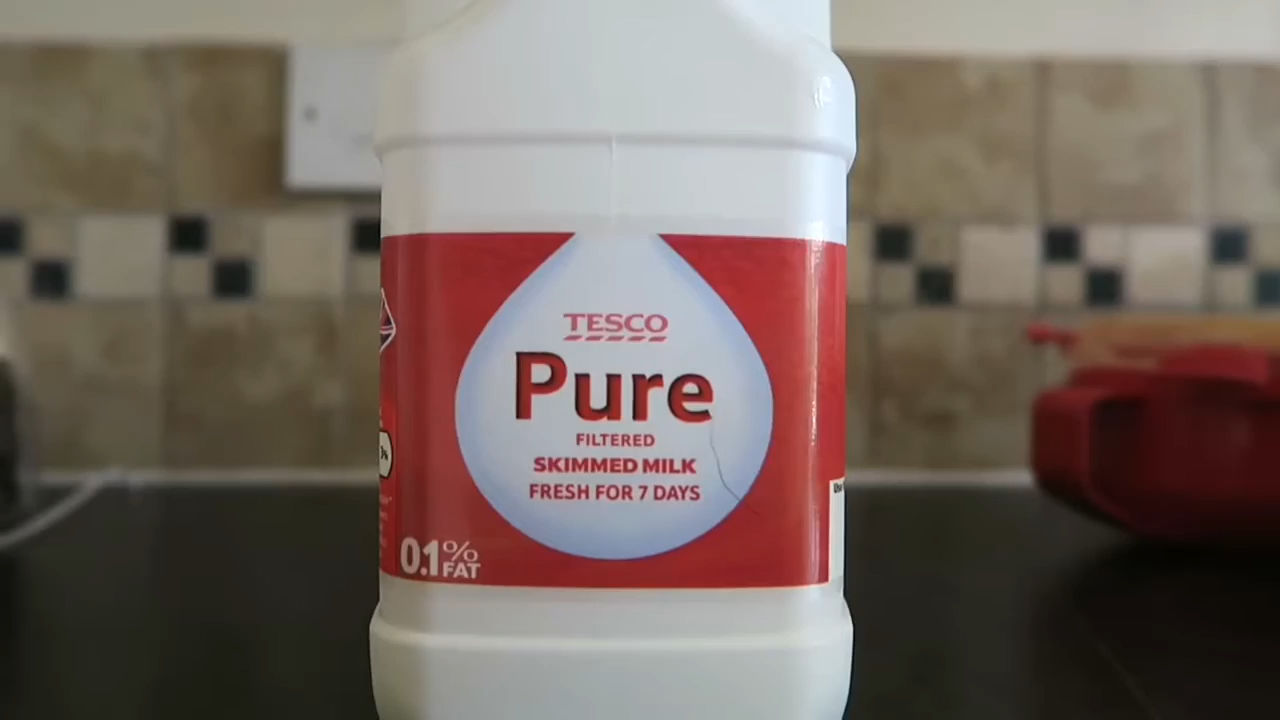 TESCO
Pure
FILTERED
SKIMMED MILK
FRESH FOR 7 DAYS
0.1%
FAT